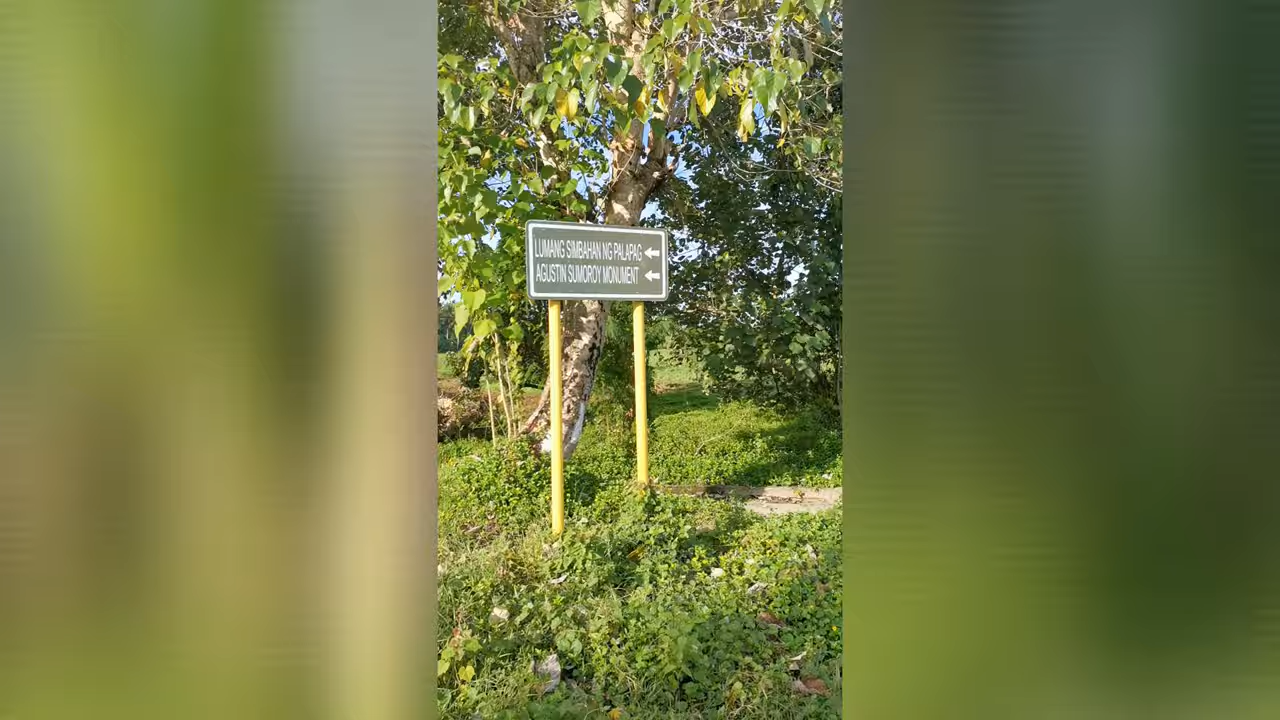 LUMANG SIMBAHAN NG PALAPAG ←
AGUSTIN SUMOROY MONUMENT ←